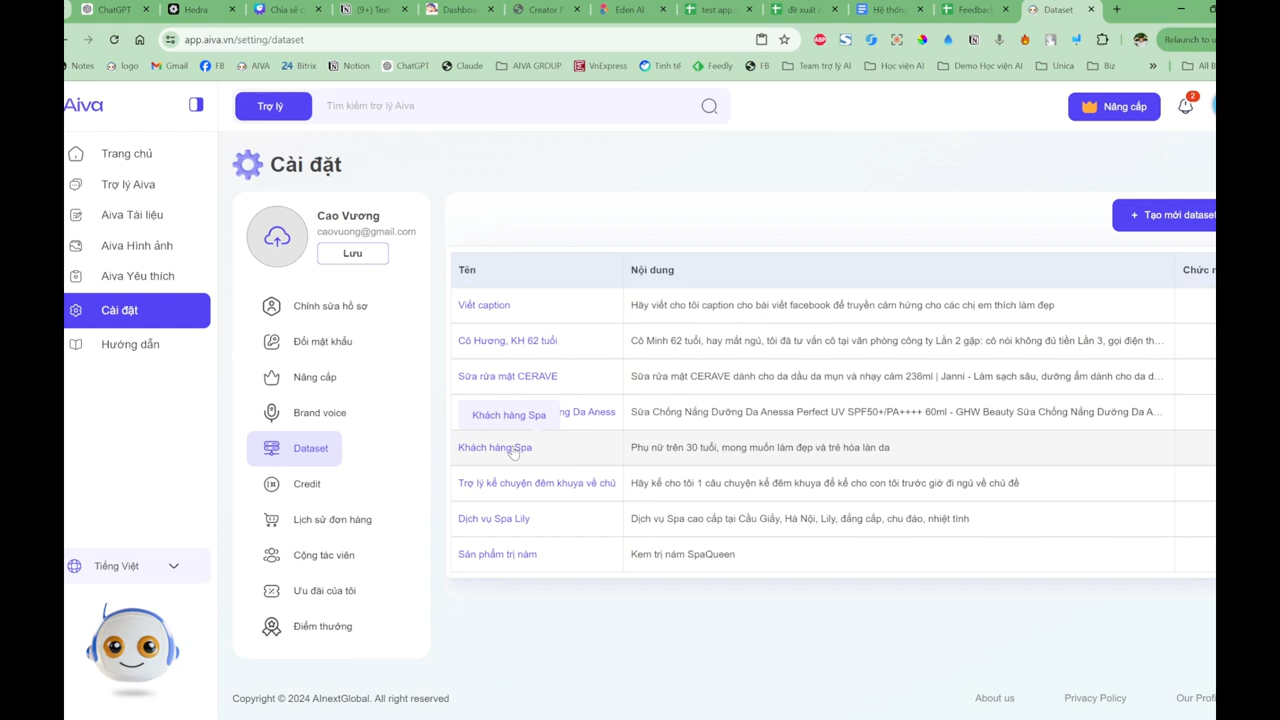 ChatGPT
Hedra
Chia sẻ c
(9+) Text
Dashboa
Creator P
Eden AI
test app.
đề xuất A
Hệ thống
Feedback
Dataset
app.aiva.vn/setting/dataset
ABP
Relaunch to u
Notes
logo
Gmail
FB
AIVA
24 Bitrix
Notion
ChatGPT
Claude
AIVA GROUP
VnExpress
Tinh tế
Feedly
FB
Team trợ lý AI
Học viện AI
Demo Học viện AI
Unica
Biz
»
All B
Aiva
Trợ lý
Tìm kiếm trợ lý Aiva
Nâng cấp
2
Trang chủ
Trợ lý Aiva
Aiva Tài liệu
Aiva Hình ảnh
Aiva Yêu thích
Cài đặt
Hướng dẫn
Tiếng Việt
Cài đặt
Cao Vương
caovuong@gmail.com
Lưu
Chỉnh sửa hồ sơ
Đổi mật khẩu
Nâng cấp
Brand voice
Dataset
Credit
Lịch sử đơn hàng
Cộng tác viên
Ưu đãi của tôi
Điểm thưởng
+ Tạo mới dataset
Tên Nội dung Chức n
Viết caption Hãy viết cho tôi caption cho bài viết facebook để truyền cảm hứng cho các chị em thích làm đẹp
Cô Hương, KH 62 tuổi Cô Minh 62 tuổi, hay mất ngủ, tôi đã tư vấn cô tại văn phòng công ty Lần 2 gặp: cô nói không đủ tiền Lần 3, gọi điện th...
Sữa rửa mặt CERAVE Sữa rửa mặt CERAVE dành cho da dầu da mụn và nhạy cảm 236ml | Janni - Làm sạch sâu, dưỡng ẩm dành cho da d...
Khách hàng Spa ng Da Aness Sữa Chống Nắng Dưỡng Da Anessa Perfect UV SPF50+/PA++++ 60ml - GHW Beauty Sữa Chống Nắng Dưỡng Da A...
Khách hàng Spa Phụ nữ trên 30 tuổi, mong muốn làm đẹp và trẻ hóa làn da
Trợ lý kể chuyện đêm khuya về chủ Hãy kể cho tôi 1 câu chuyện kể đêm khuya để kể cho con tôi trước giờ đi ngủ về chủ đề
Dịch vụ Spa Lily Dịch vụ Spa cao cấp tại Cầu Giấy, Hà Nội, Lily, đẳng cấp, chu đáo, nhiệt tình
Sản phẩm trị nám Kem trị nám SpaQueen
Copyright © 2024 AInextGlobal. All right reserved
About us
Privacy Policy
Our Profi